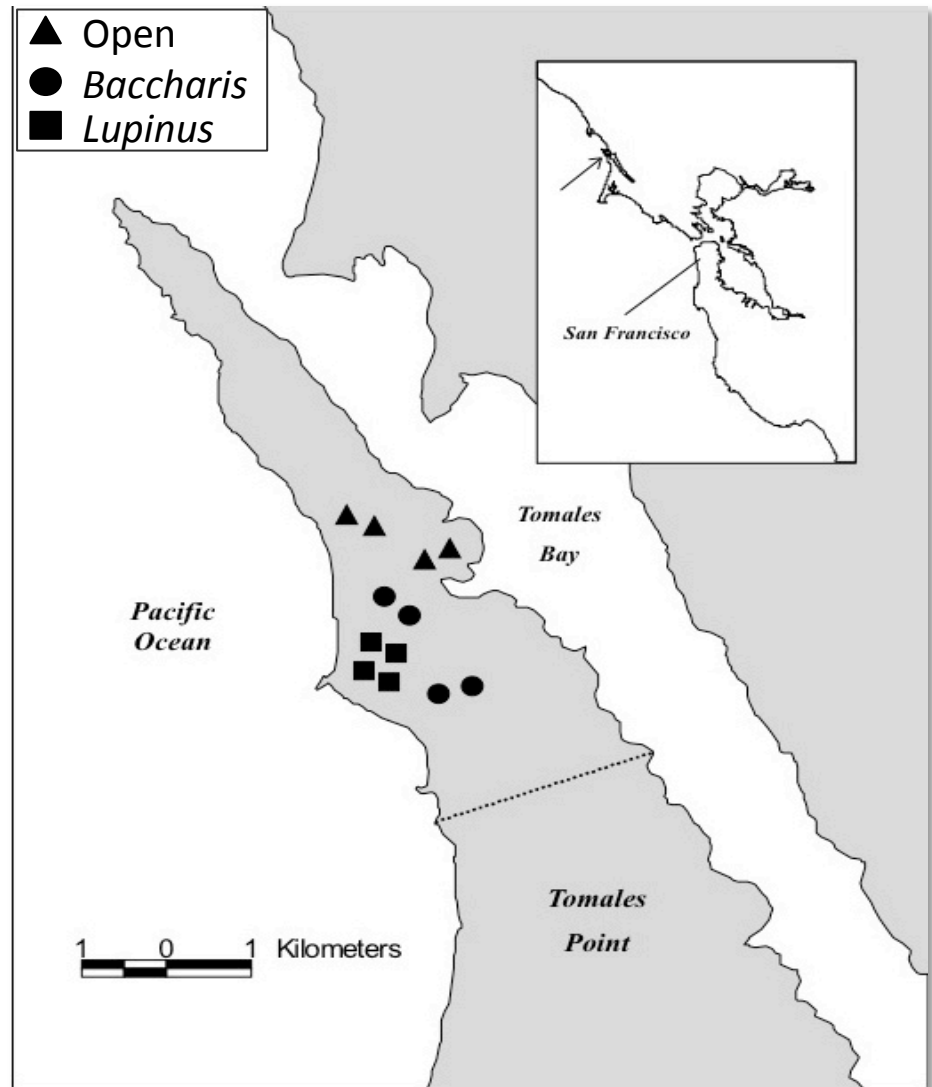 Open
Baccharis
Lupinus
San Francisco
Tomales
Bay
Pacific
Ocean
Tomales
Point
1 0 1 Kilometers